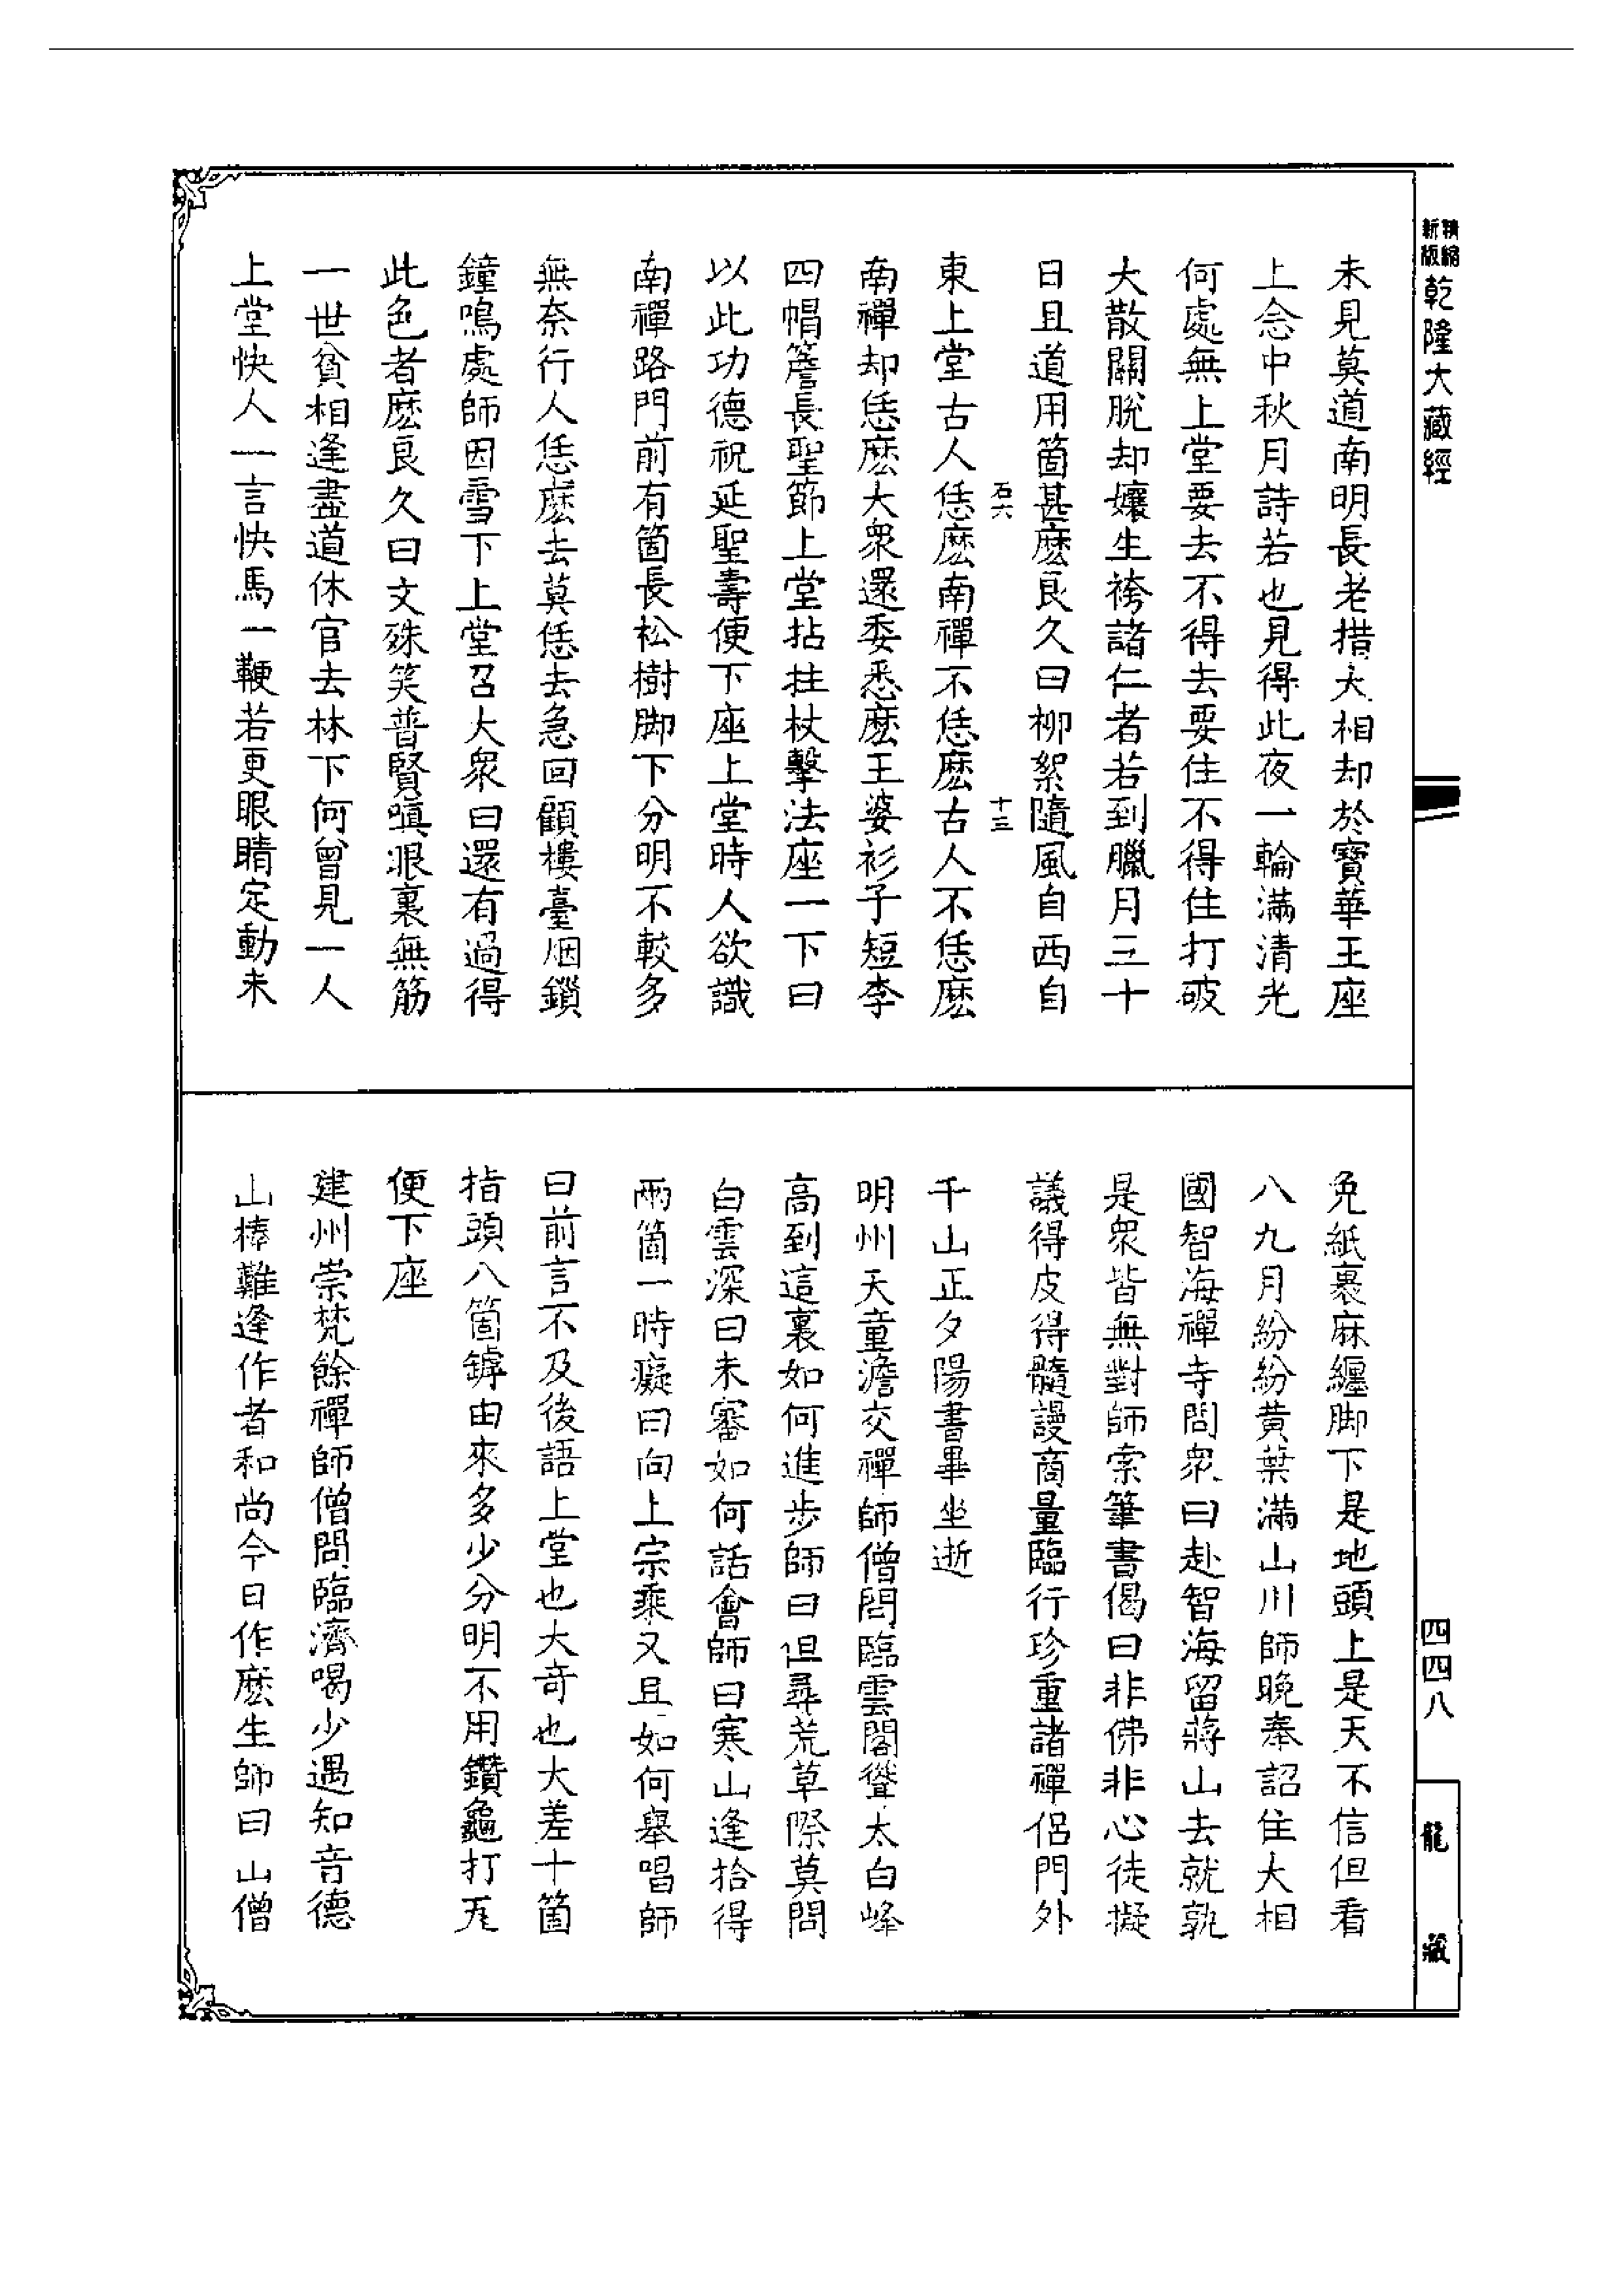 精縮新版乾隆大藏經
未見莫道南明長老措大相却於寶華王座
上念中秋月詩若也見得此夜一輪滿清光
何處無上堂要去不得去要住不得住打破
大散關脫却孃生袴諸仁者若到臘月三十
日且道用箇甚麽良久曰柳絮隨風自西自
石六 十三
東上堂古人恁麽南禪不恁麽古人不恁麽
南禪却恁麽大衆還委悉麽王婆衫子短李
四帽簷長聖節上堂拈拄杖擊法座一下曰
以此功德祝延聖壽便下座上堂時人欲識
南禪路門前有箇長松樹脚下分明不較多
無奈行人恁麽去莫恁去急回顧樓臺烟鎖
鐘鳴處師因雪下上堂召大衆曰還有過得
此色者麽良久曰文殊笑普賢嗔眼裏無筋
一世貧相逢盡道休官去林下何曾見一人
上堂快人一言快馬一鞭若更眼睛定動未
免紙裹麻纏脚下是地頭上是天不信但看
八九月紛紛黄葉滿山川師晚奉詔住大相
國智海禪寺問衆曰赴智海留蔣山去就孰
是衆皆無對師索筆書偈曰非佛非心徒擬
議得皮得髓謾商量臨行珍重諸禪侶門外
千山正夕陽書畢坐逝
明州天童澹交禪師僧問臨雲閣聳太白峰
高到這裏如何進步師曰但尋荒草際莫問
白雲深曰未審如何話會師曰寒山逢拾得
兩箇一時癡曰向上宗乘又且如何舉唱師
曰前言不及後語上堂也大奇也大差十箇
指頭八箇罅由來多少分明不用鑽龜打瓦
便下座
建州崇梵餘禪師僧問臨濟喝少遇知音德
山棒難逢作者和尚今日作麽生師曰山僧
四四八
龍藏